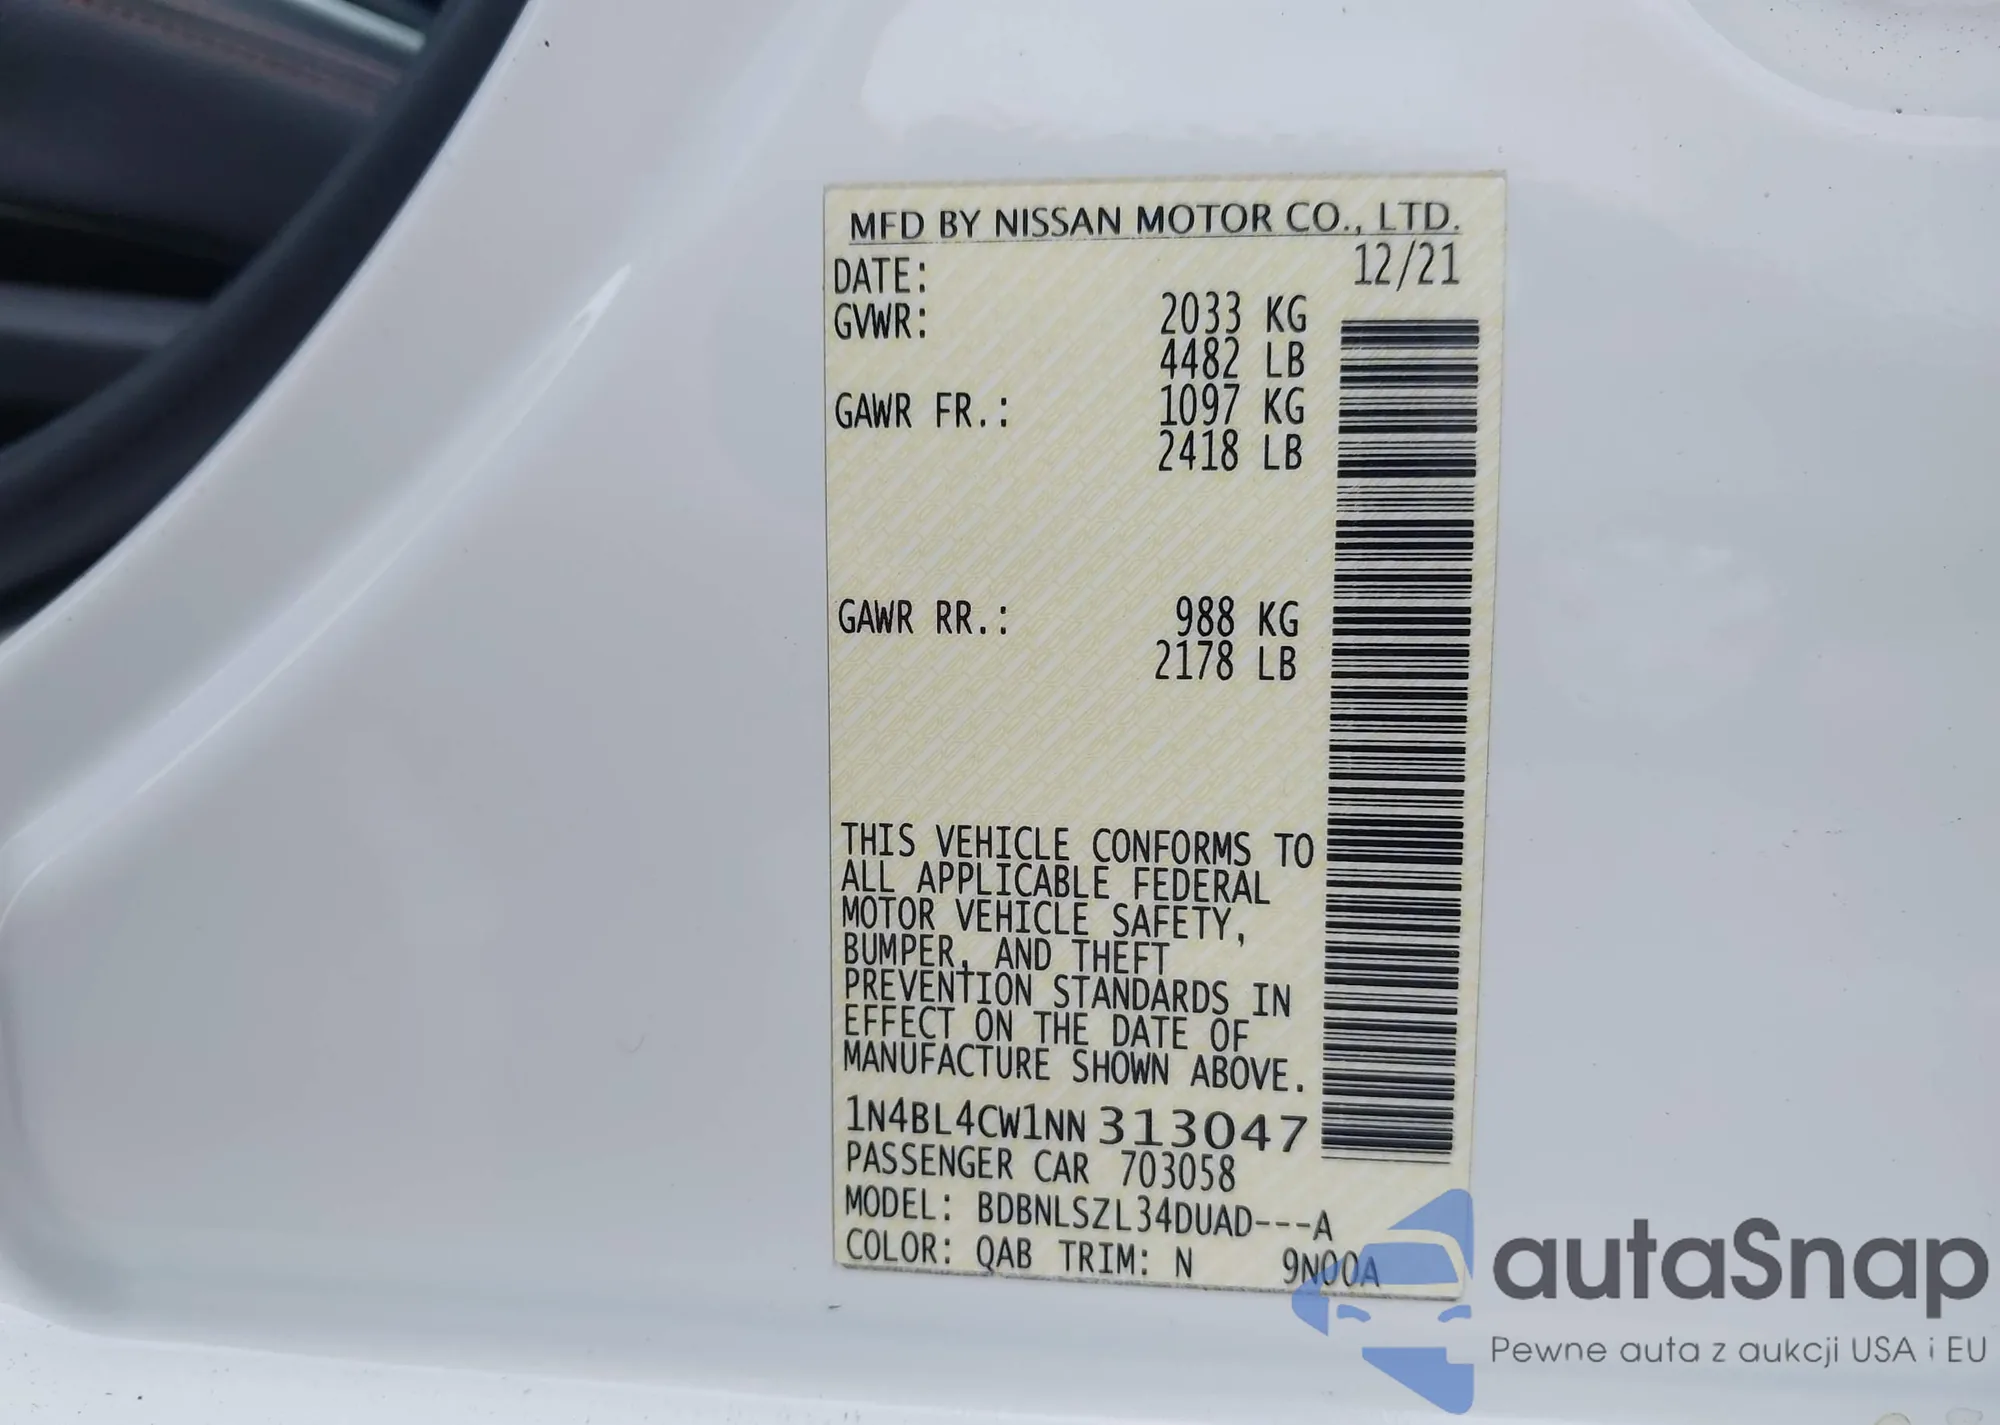 MFD BY NISSAN MOTOR CO., LTD.
DATE: 12/21
GVWR: 2033 KG
4482 LB
GAWR FR.: 1097 KG
2418 LB
GAWR RR.: 988 KG
2178 LB
THIS VEHICLE CONFORMS TO
ALL APPLICABLE FEDERAL
MOTOR VEHICLE SAFETY,
BUMPER, AND THEFT
PREVENTION STANDARDS IN
EFFECT ON THE DATE OF
MANUFACTURE SHOWN ABOVE.
1N4BL4CW1NN313047
PASSENGER CAR 703058
MODEL: BDBNLSZL34DUAD---A
COLOR: QAB TRIM: N 9N00A
autaSnap
Pewne auta z aukcji USA i EU